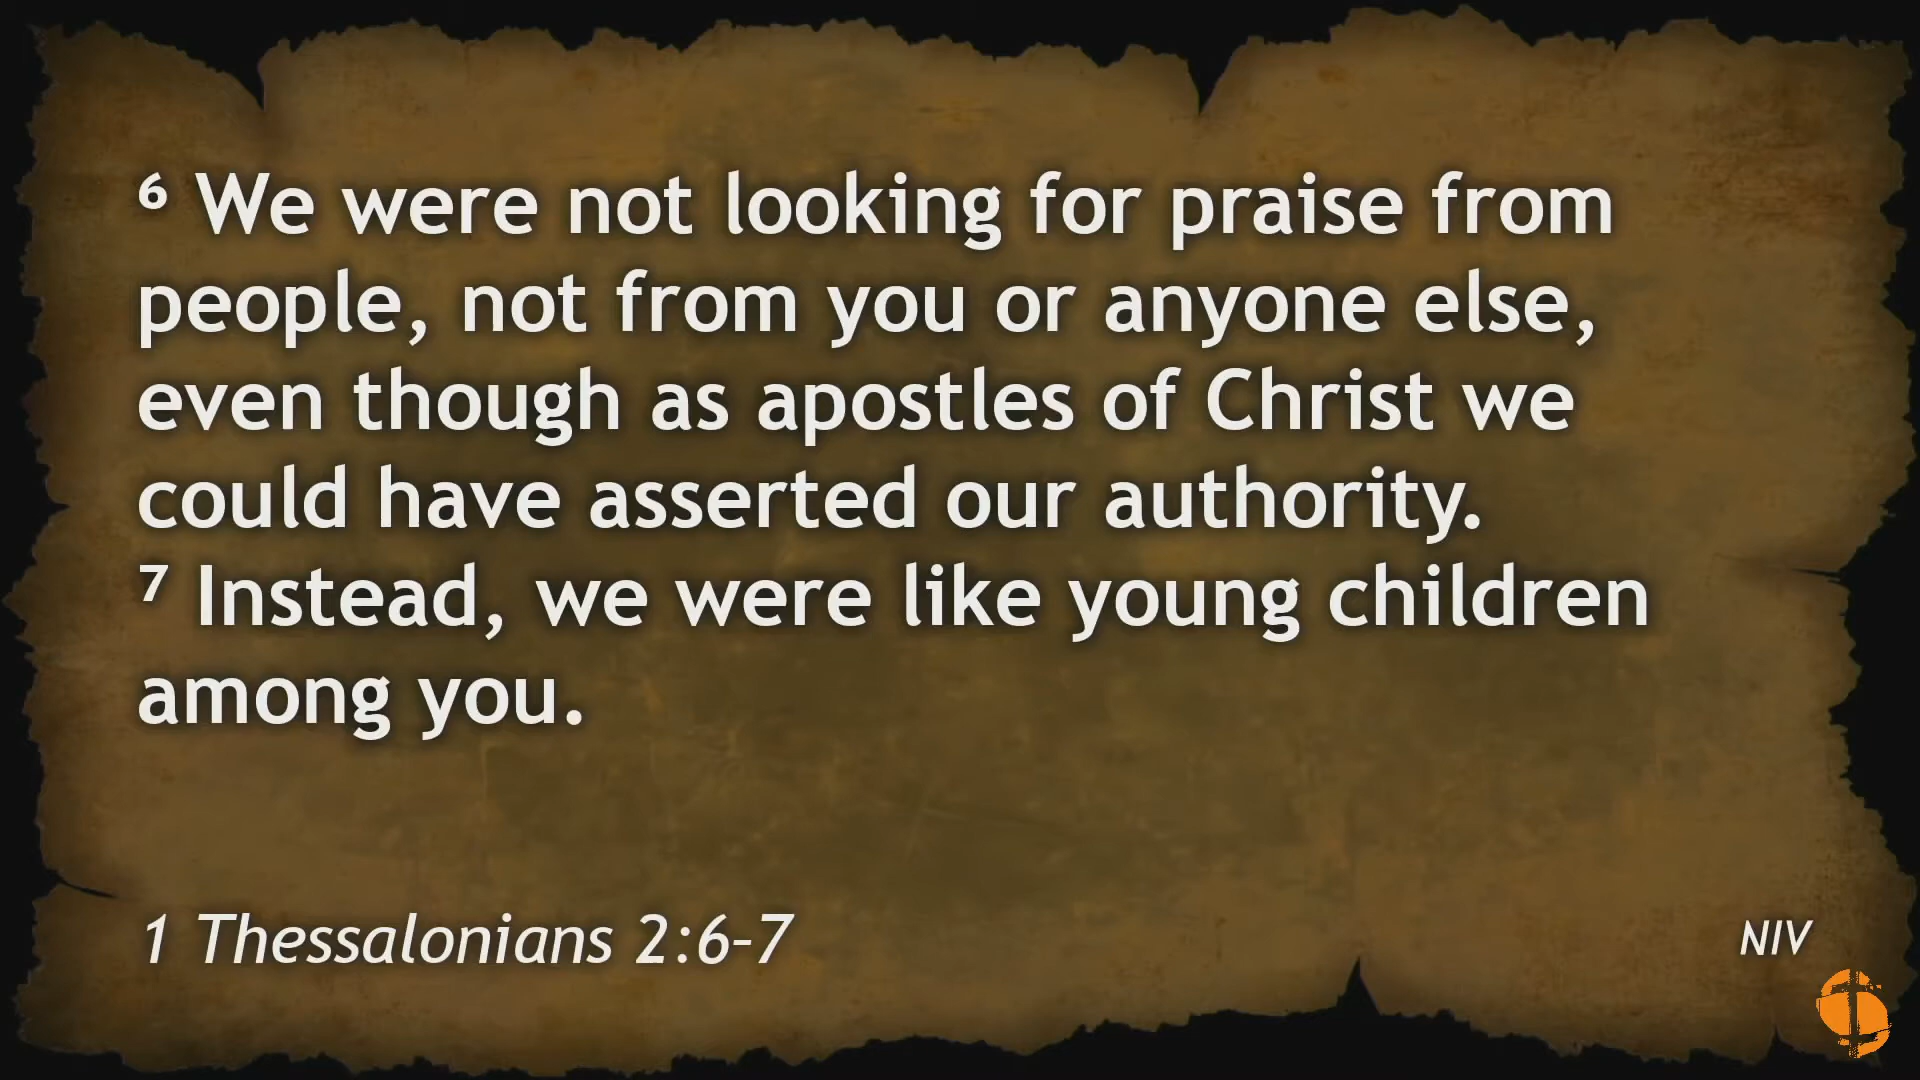 ⁶ We were not looking for praise from
people, not from you or anyone else,
even though as apostles of Christ we
could have asserted our authority.
⁷ Instead, we were like young children
among you.
1 Thessalonians 2:6–7
NIV